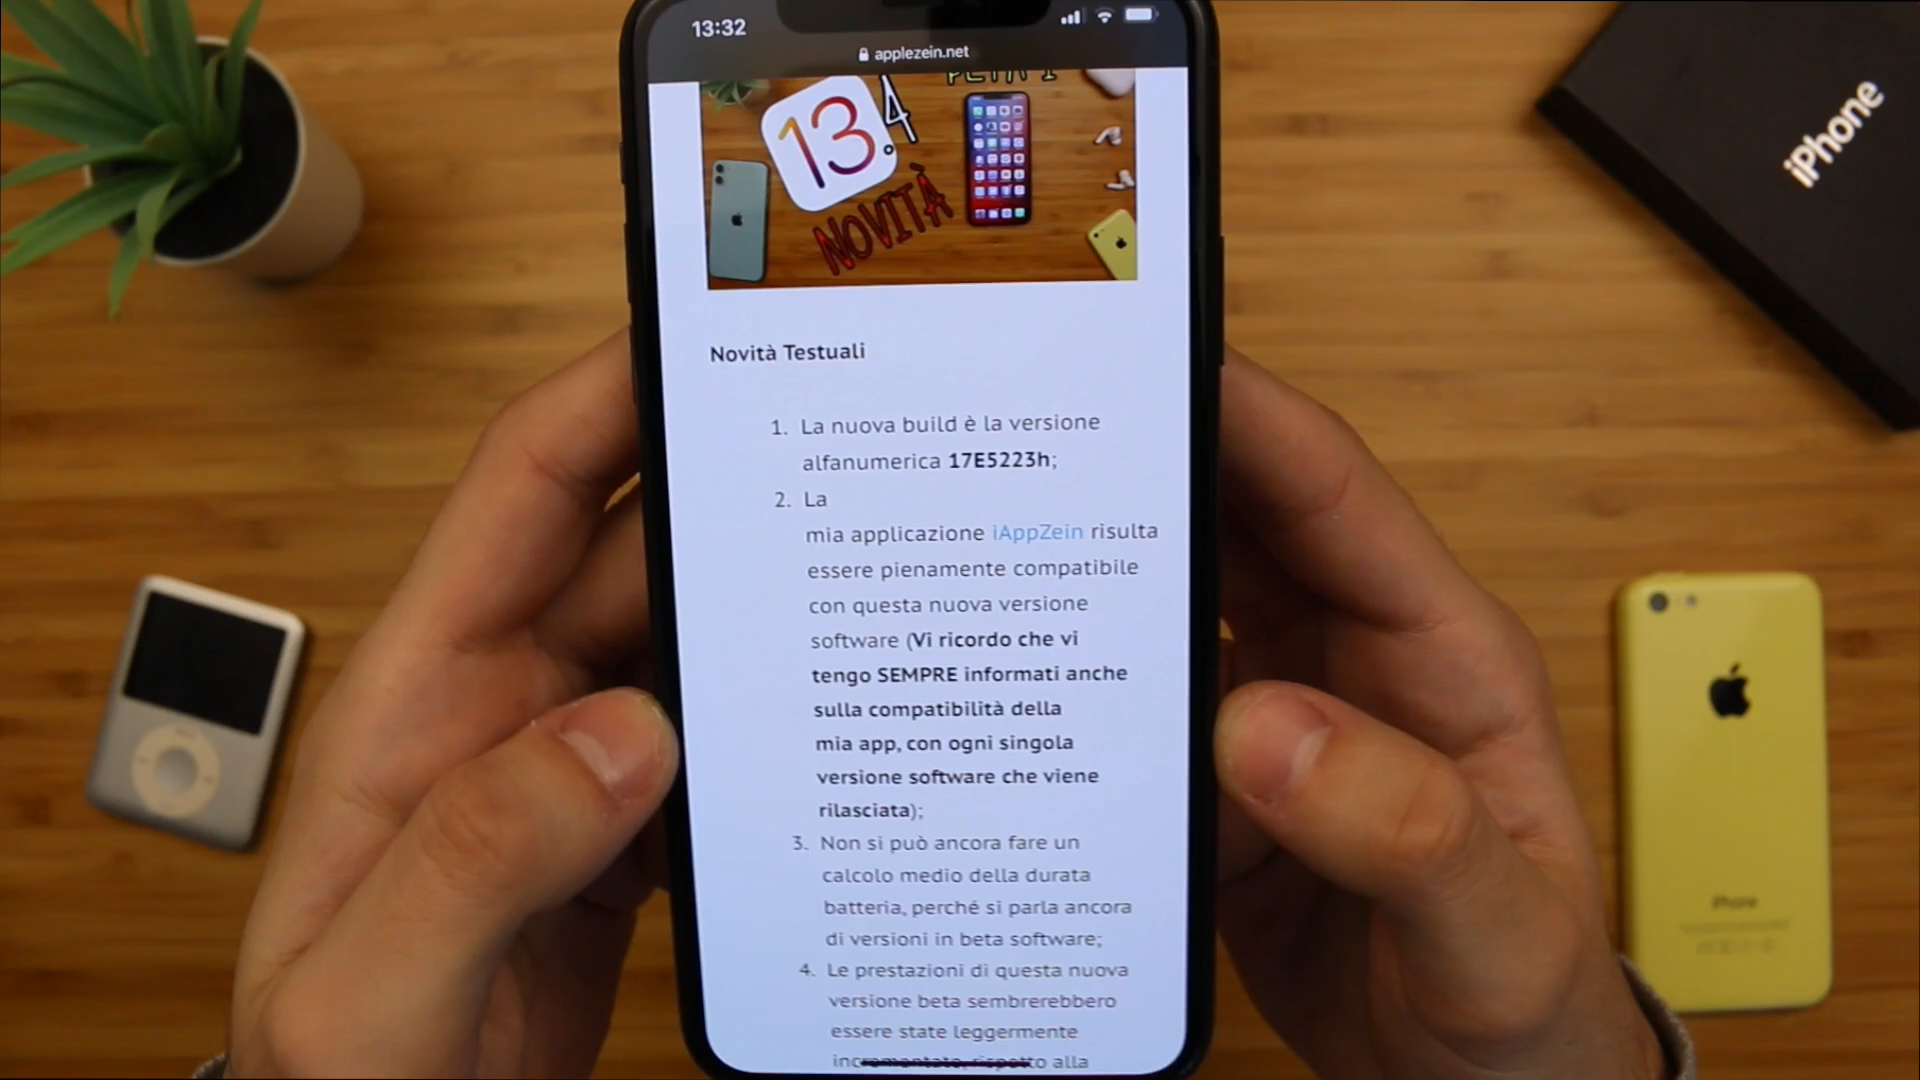 13:32
applezein.net
13.4
NOVITÀ
Novità Testuali
1. La nuova build è la versione
alfanumerica 17E5223h;
2. La
mia applicazione iAppZein risulta
essere pienamente compatibile
con questa nuova versione
software (Vi ricordo che vi
tengo SEMPRE informati anche
sulla compatibilità della
mia app, con ogni singola
versione software che viene
rilasciata);
3. Non si può ancora fare un
calcolo medio della durata
batteria, perché si parla ancora
di versioni in beta software;
4. Le prestazioni di questa nuova
versione beta sembrerebbero
essere state leggermente
incrementate, rispetto alla
iPhone
iPhone